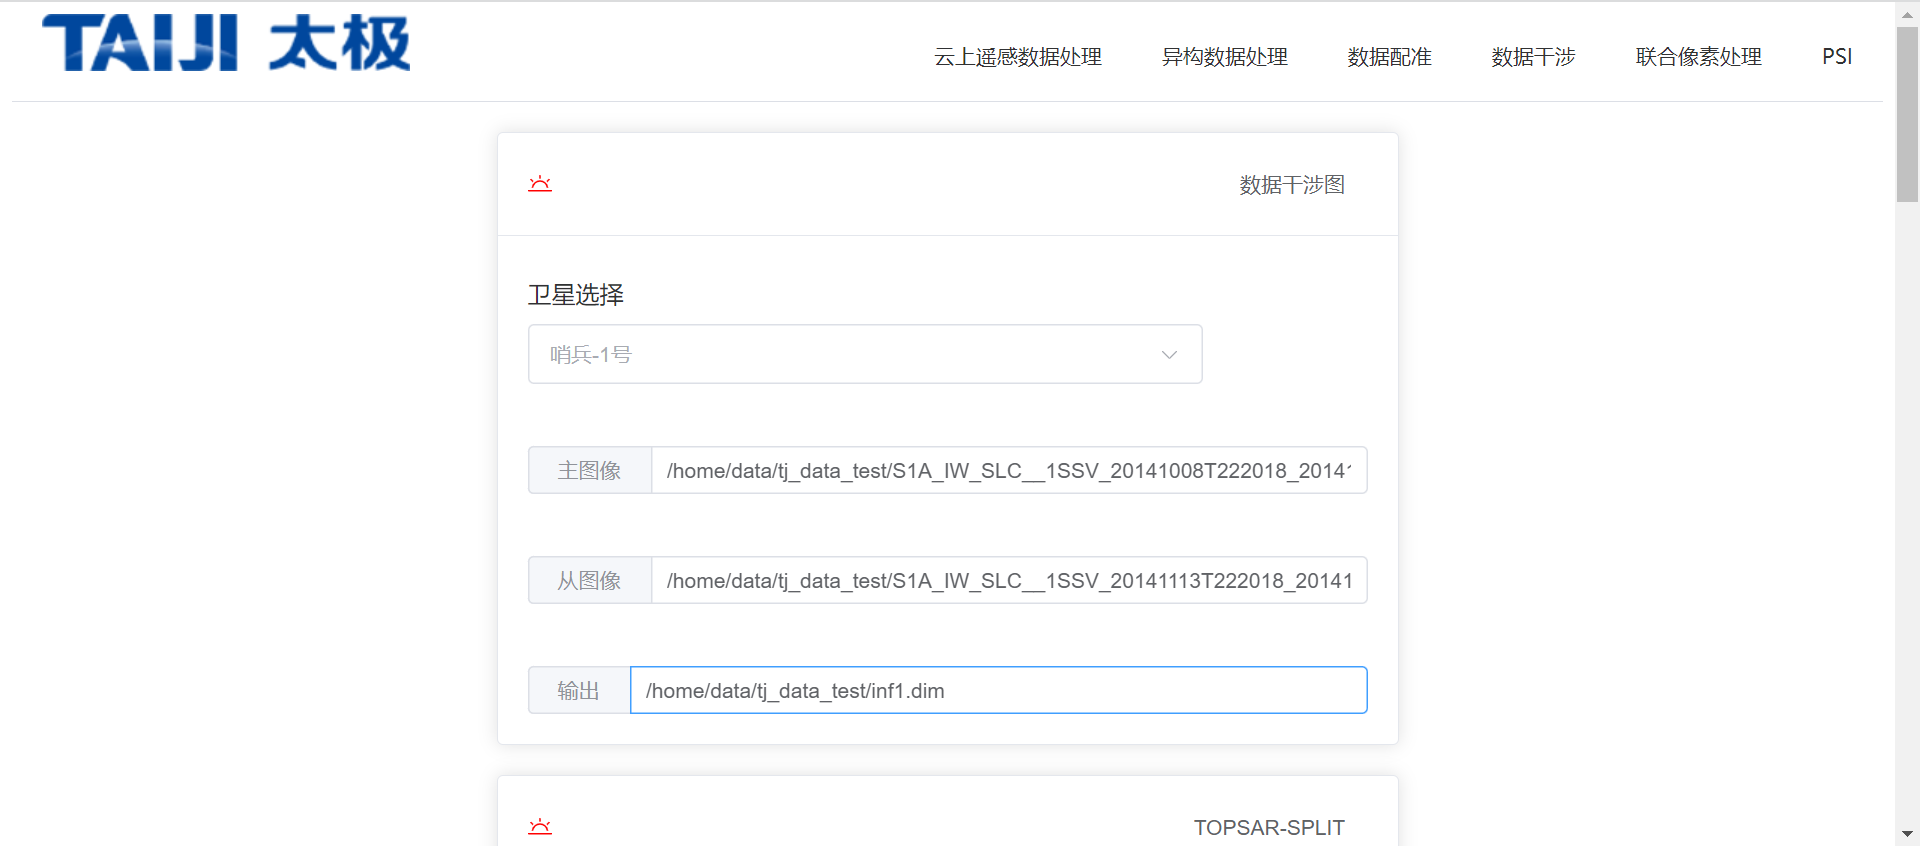 TAIJI 太极
云上遥感数据处理 异构数据处理 数据配准 数据干涉 联合像素处理 PSI
数据干涉图
卫星选择
哨兵-1号
主图像 /home/data/tj_data_test/S1A_IW_SLC__1SSV_20141008T222018_2014
从图像 /home/data/tj_data_test/S1A_IW_SLC__1SSV_20141113T222018_20141
输出 /home/data/tj_data_test/inf1.dim
TOPSAR-SPLIT